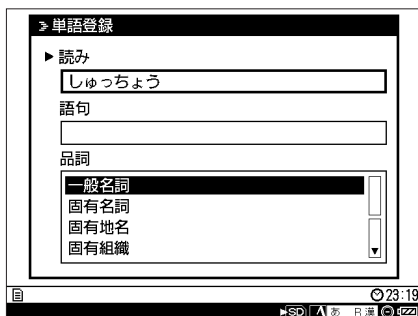 単語登録
読み
しゅっちょう
語句
品詞
一般名詞
固有名詞
固有地名
固有組織
23:19
SD あ R漢